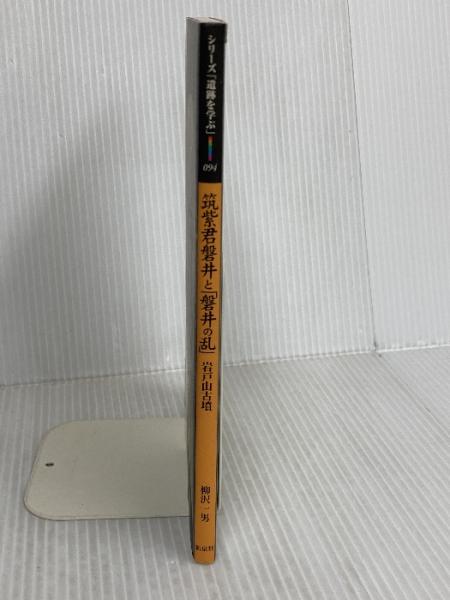 シリーズ「遺跡を学ぶ」
094
筑紫君磐井と「磐井の乱」
岩戸山古墳
柳沢一男
新泉社